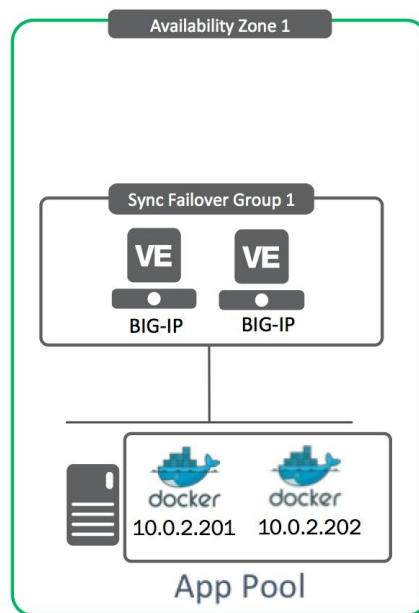 Availability Zone 1
Sync Failover Group 1
VE VE
BIG-IP BIG-IP
docker docker
10.0.2.201 10.0.2.202
App Pool